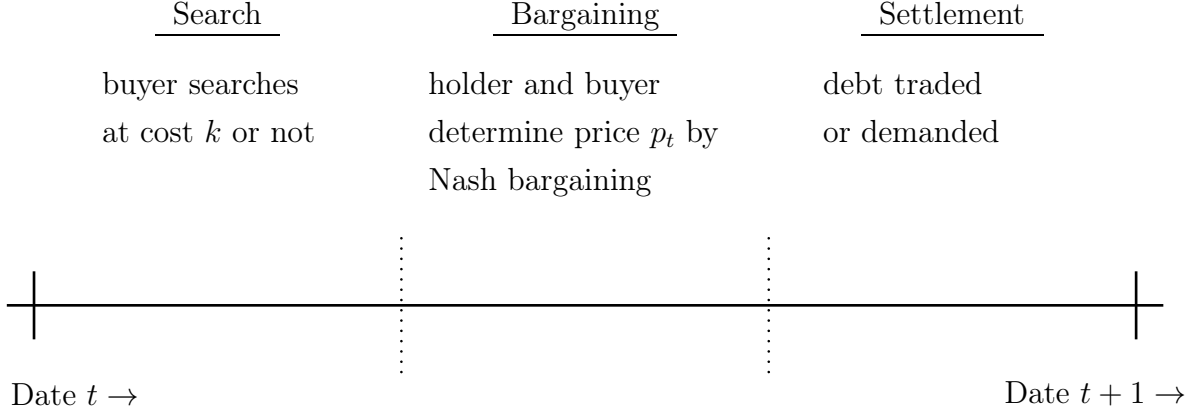 Search
buyer searches
at cost k or not
Bargaining
holder and buyer
determine price p_t by
Nash bargaining
Settlement
debt traded
or demanded
Date t →
Date t + 1 →